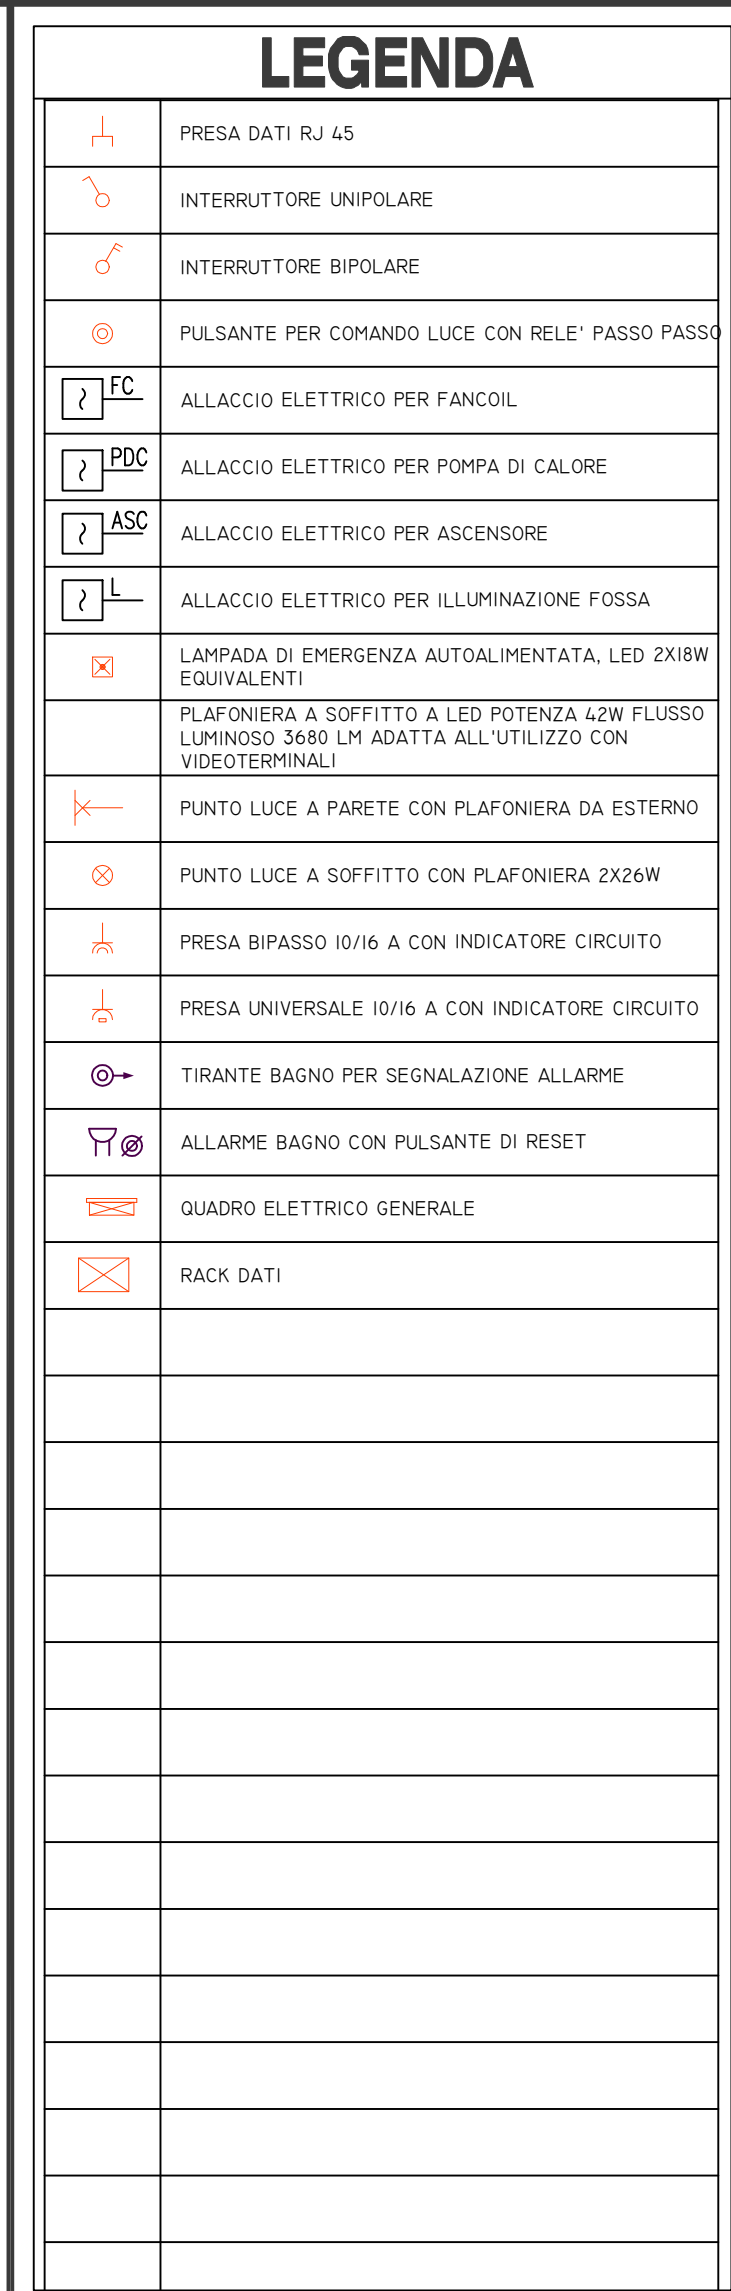 LEGENDA
PRESA DATI RJ 45
INTERRUTTORE UNIPOLARE
INTERRUTTORE BIPOLARE
PULSANTE PER COMANDO LUCE CON RELE' PASSO PASSO
FC
ALLACCIO ELETTRICO PER FANCOIL
PDC
ALLACCIO ELETTRICO PER POMPA DI CALORE
ASC
ALLACCIO ELETTRICO PER ASCENSORE
L
ALLACCIO ELETTRICO PER ILLUMINAZIONE FOSSA
LAMPADA DI EMERGENZA AUTOALIMENTATA, LED 2X18W
EQUIVALENTI
PLAFONIERA A SOFFITTO A LED POTENZA 42W FLUSSO
LUMINOSO 3680 LM ADATTA ALL'UTILIZZO CON
VIDEOTERMINALI
PUNTO LUCE A PARETE CON PLAFONIERA DA ESTERNO
PUNTO LUCE A SOFFITTO CON PLAFONIERA 2X26W
PRESA BIPASSO 10/16 A CON INDICATORE CIRCUITO
PRESA UNIVERSALE 10/16 A CON INDICATORE CIRCUITO
TIRANTE BAGNO PER SEGNALAZIONE ALLARME
ALLARME BAGNO CON PULSANTE DI RESET
QUADRO ELETTRICO GENERALE
RACK DATI